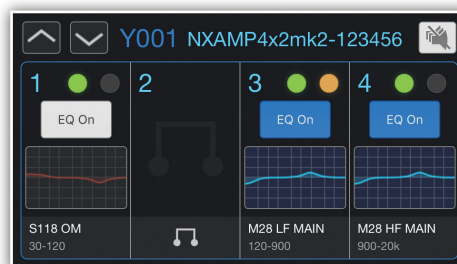 Y001 NXAMP4x2mk2-123456
1 2 3 4
EQ On EQ On EQ On
S118 OM M28 LF MAIN M28 HF MAIN
30-120 120-900 900-20k